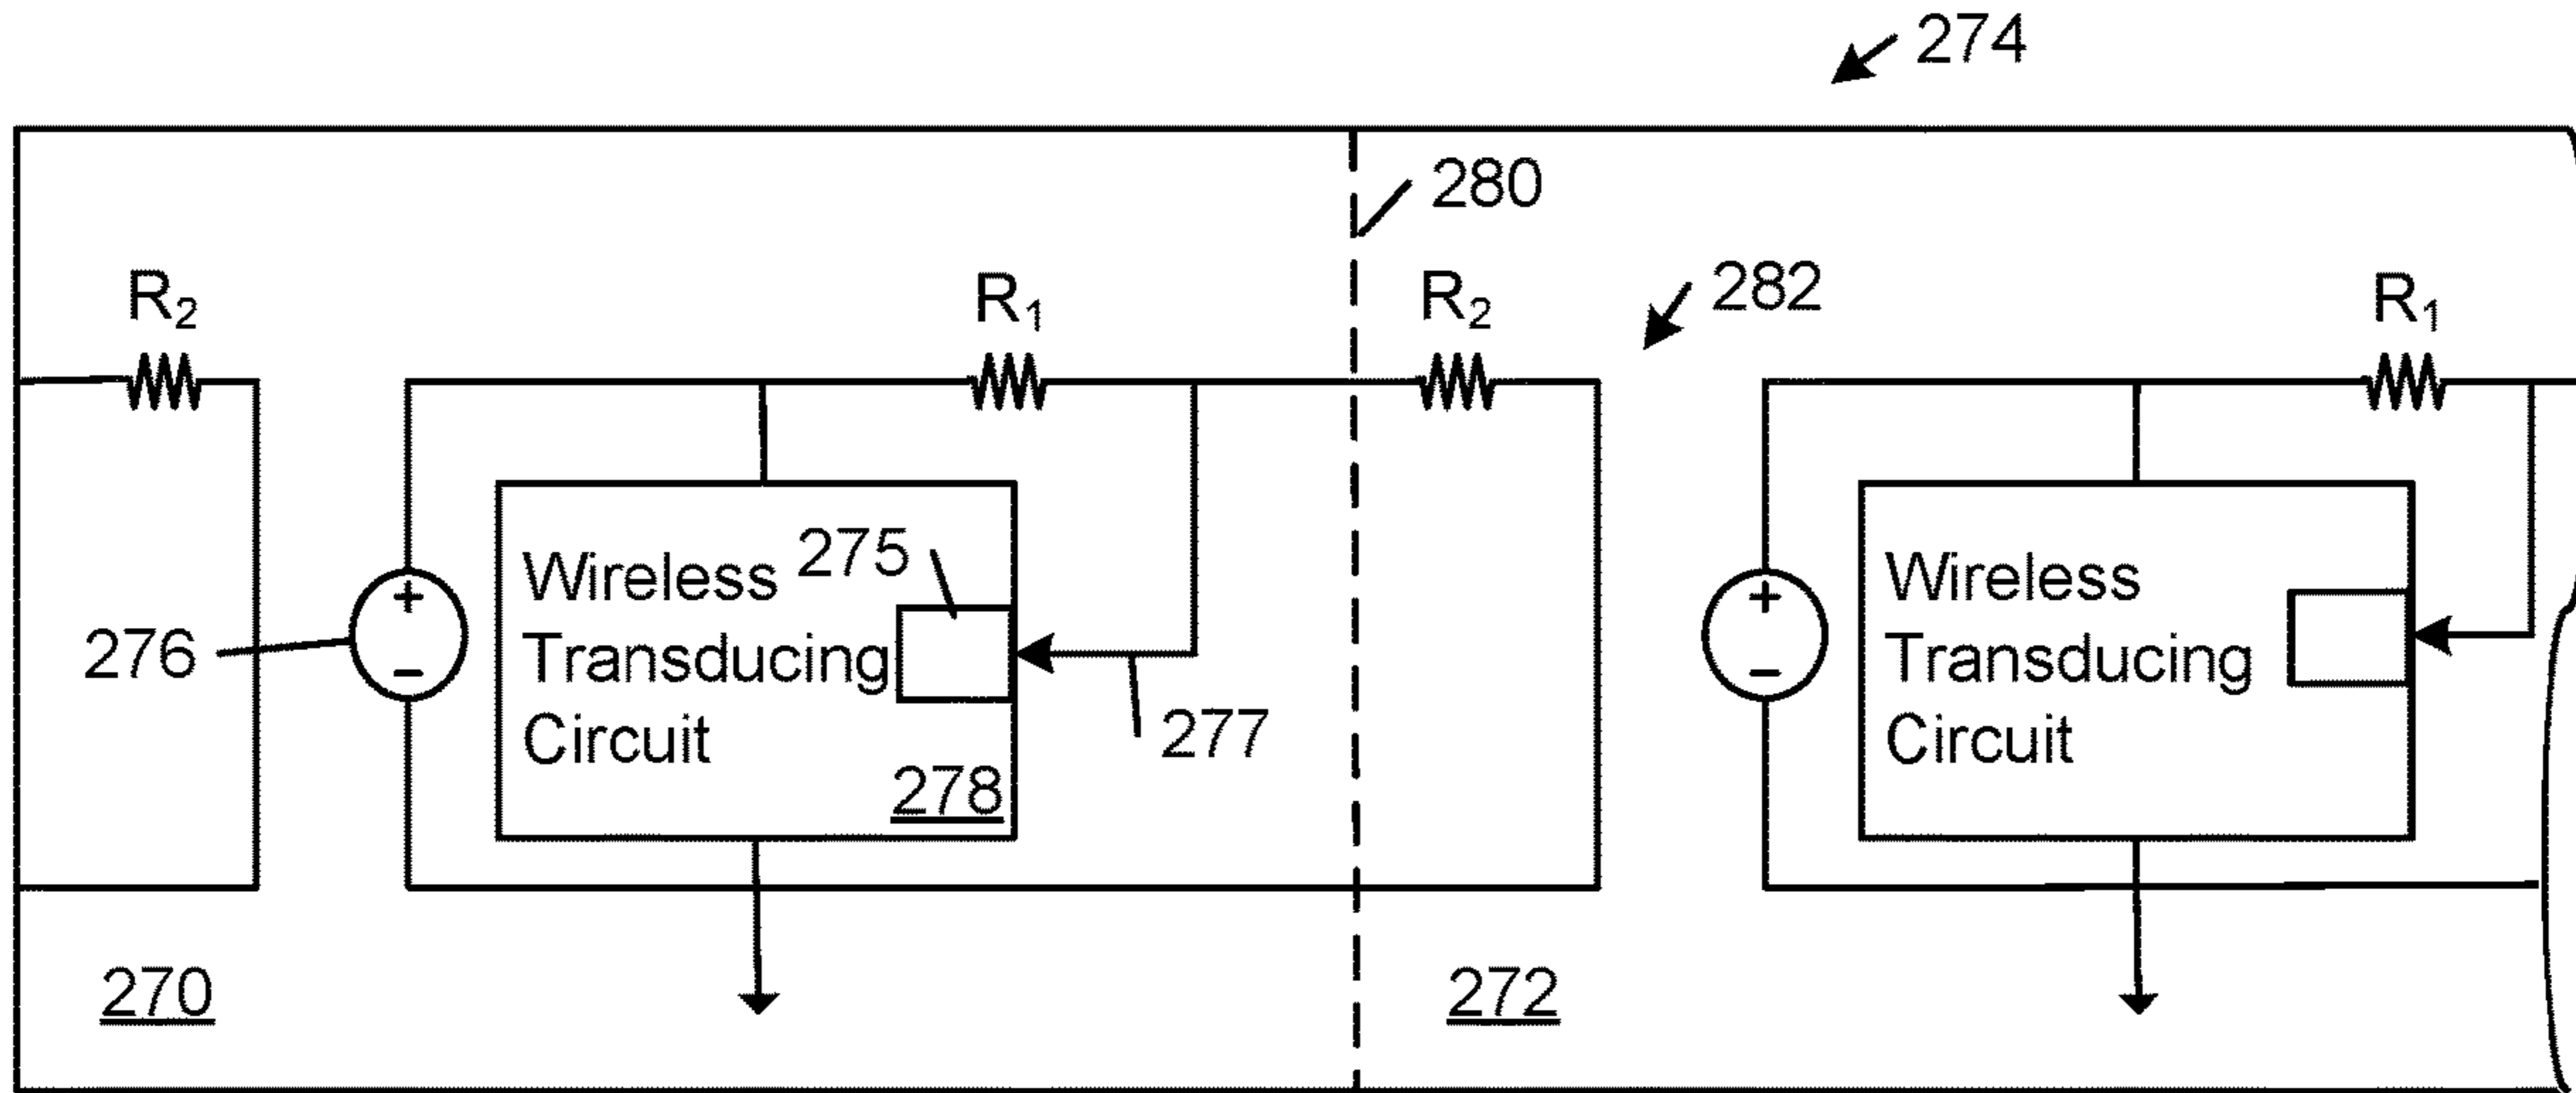 274
280
R₂
R₁
R₂
282
R₁
Wireless
Transducing
Circuit
275
276
277
278
Wireless
Transducing
Circuit
270
272